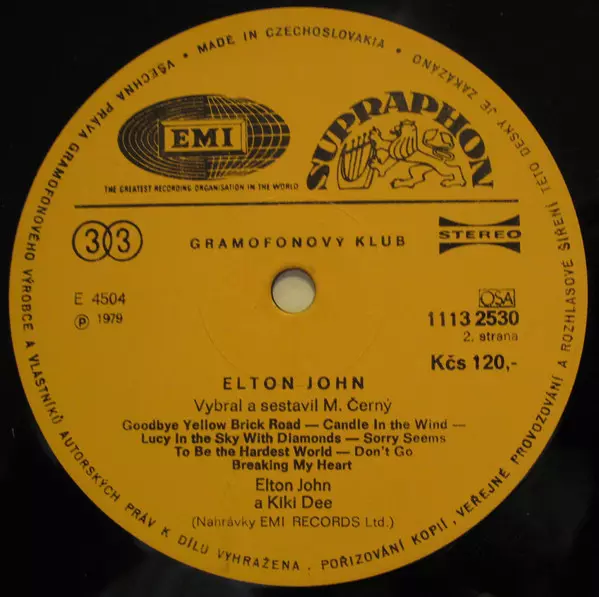 • MADE IN CZECHOSLOVAKIA •
VŠECHNA PRÁVA GRAMOFONOVÉHO VÝROBCE A VLASTNÍKŮ AUTORSKÝCH PRÁV K DÍLU VYHRAŽENA. POŘIZOVÁNÍ KOPIÍ, VEŘEJNÉ PROVOZOVÁNÍ A ROZHLASOVÉ ŠÍŘENÍ TÉTO DESKY JE ZAKÁZÁNO
EMI
THE GREATEST RECORDING ORGANISATION IN THE WORLD
SUPRAPHON
33
GRAMOFONOVÝ KLUB
STEREO
E 4504
℗ 1979
OSA
1113 2530
2. strana
Kčs 120,-
ELTON JOHN
Vybral a sestavil M. Černý
Goodbye Yellow Brick Road — Candle In the Wind —
Lucy In the Sky With Diamonds — Sorry Seems
To Be the Hardest World — Don't Go
Breaking My Heart
Elton John
a Kiki Dee
(Nahrávky EMI RECORDS Ltd.)